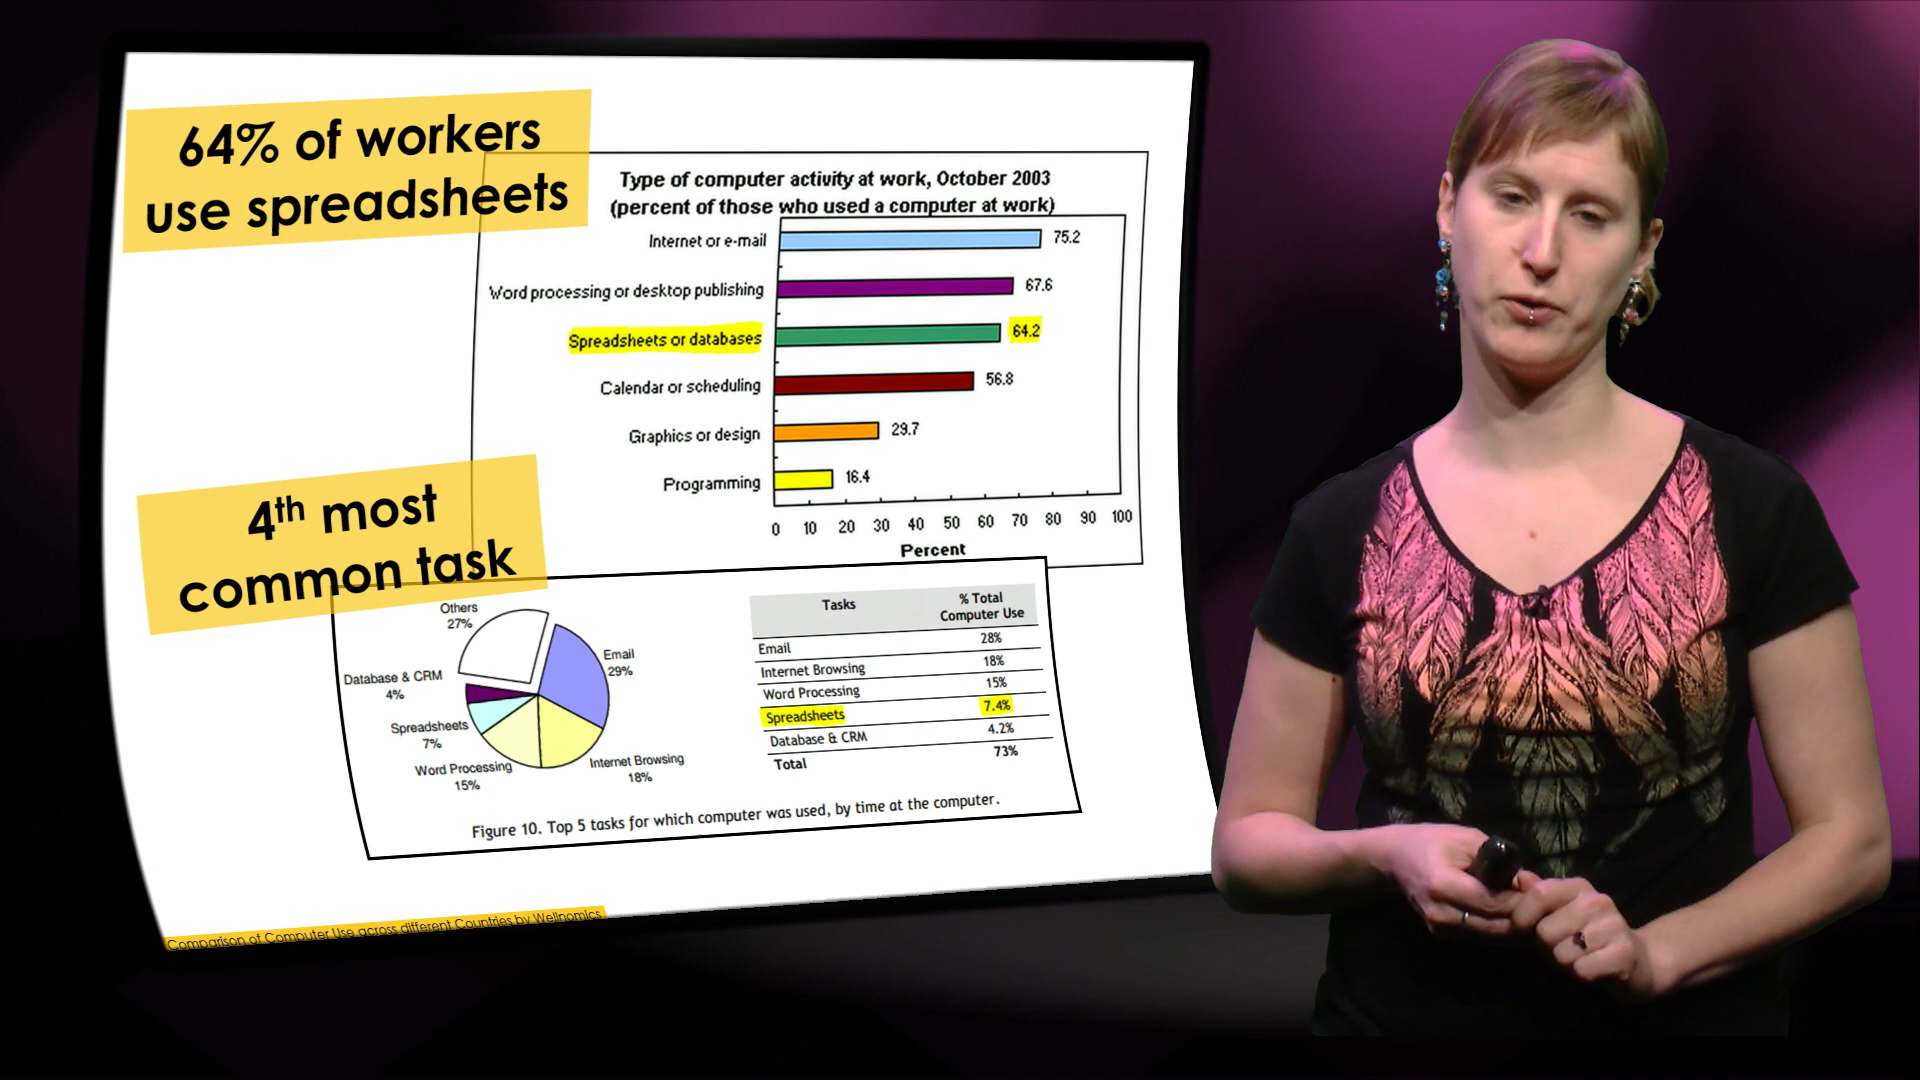 64% of workers
use spreadsheets
Type of computer activity at work, October 2003
(percent of those who used a computer at work)
Internet or e-mail 75.2
Word processing or desktop publishing 67.6
Spreadsheets or databases 64.2
Calendar or scheduling 56.8
Graphics or design 29.7
Programming 16.4
0 10 20 30 40 50 60 70 80 90 100
Percent
4th most
common task
Others
27%
Email
29%
Database & CRM
4%
Spreadsheets
7%
Word Processing
15%
Internet Browsing
18%
Tasks % Total
Computer Use
Email 28%
Internet Browsing 18%
Word Processing 15%
Spreadsheets 7.4%
Database & CRM 4.2%
Total 73%
Figure 10. Top 5 tasks for which computer was used, by time at the computer.
Comparison of Computer Use across different Countries by Wellnomics